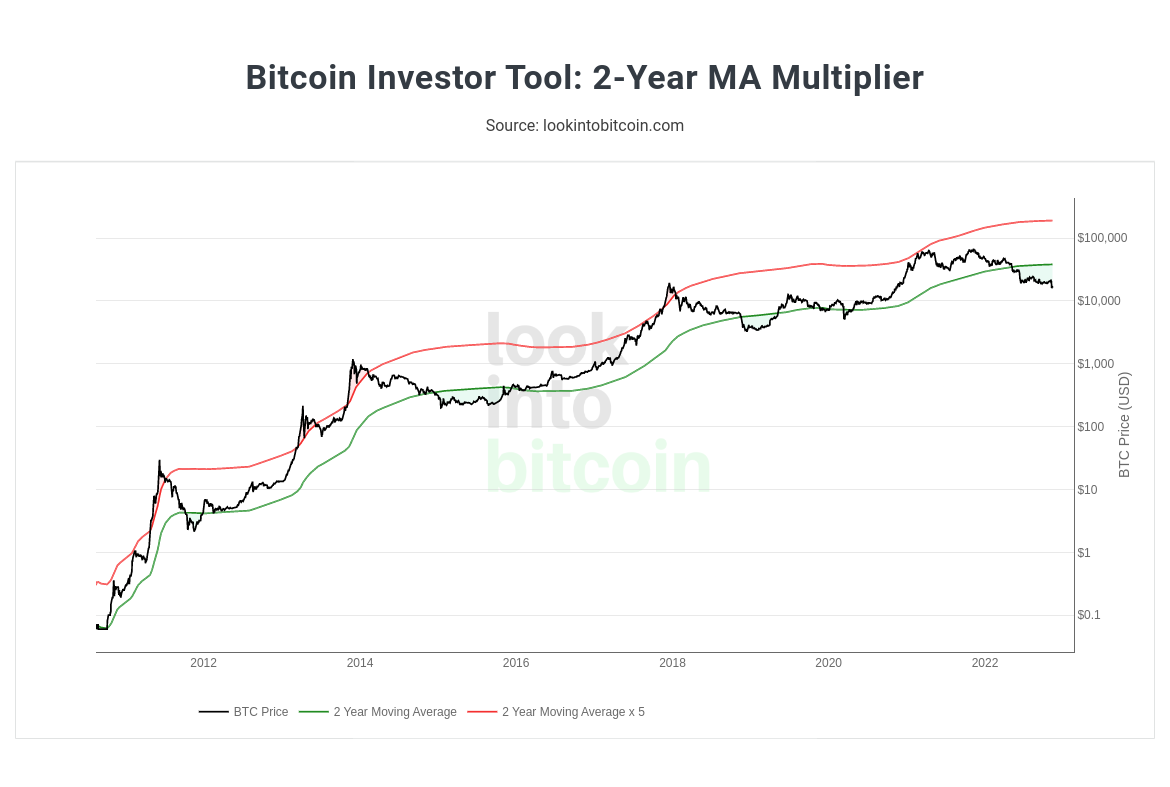 Bitcoin Investor Tool: 2-Year MA Multiplier
Source: lookintobitcoin.com
look
into
bitcoin
$100,000
$10,000
$1,000
$100
$10
$1
$0.1
BTC Price (USD)
2012 2014 2016 2018 2020 2022
BTC Price 2 Year Moving Average 2 Year Moving Average x 5